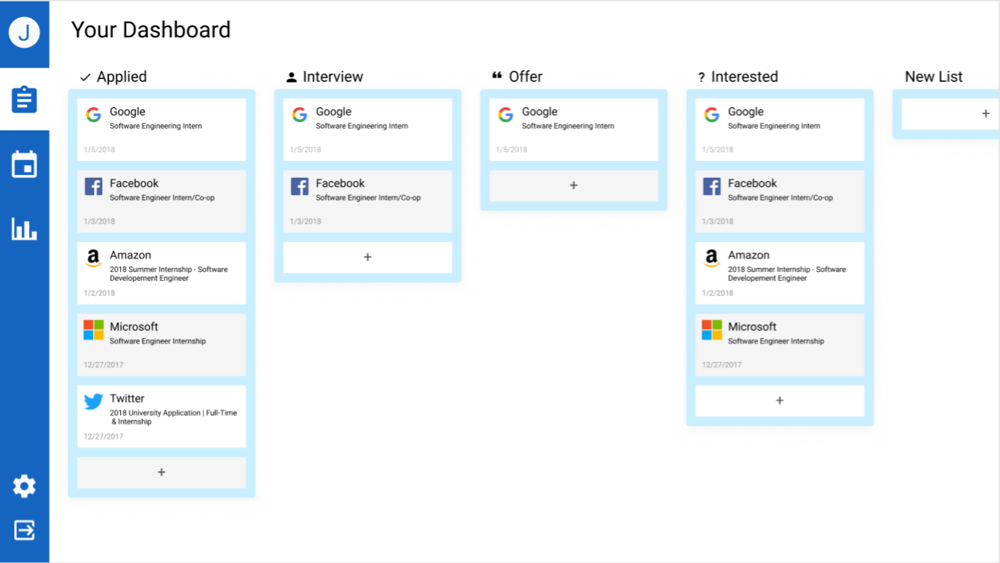 J
Your Dashboard
Applied
Google
Software Engineering Intern
1/5/2018
Facebook
Software Engineer Intern/Co-op
1/3/2018
Amazon
2018 Summer Internship - Software
Developement Engineer
1/2/2018
Microsoft
Software Engineer Internship
12/27/2017
Twitter
2018 University Application | Full-Time
& Internship
12/27/2017
+
Interview
Google
Software Engineering Intern
1/5/2018
Facebook
Software Engineer Intern/Co-op
1/3/2018
+
Offer
Google
Software Engineering Intern
1/5/2018
+
? Interested
Google
Software Engineering Intern
1/5/2018
Facebook
Software Engineer Intern/Co-op
1/3/2018
Amazon
2018 Summer Internship - Software
Developement Engineer
1/2/2018
Microsoft
Software Engineer Internship
12/27/2017
+
New List
+